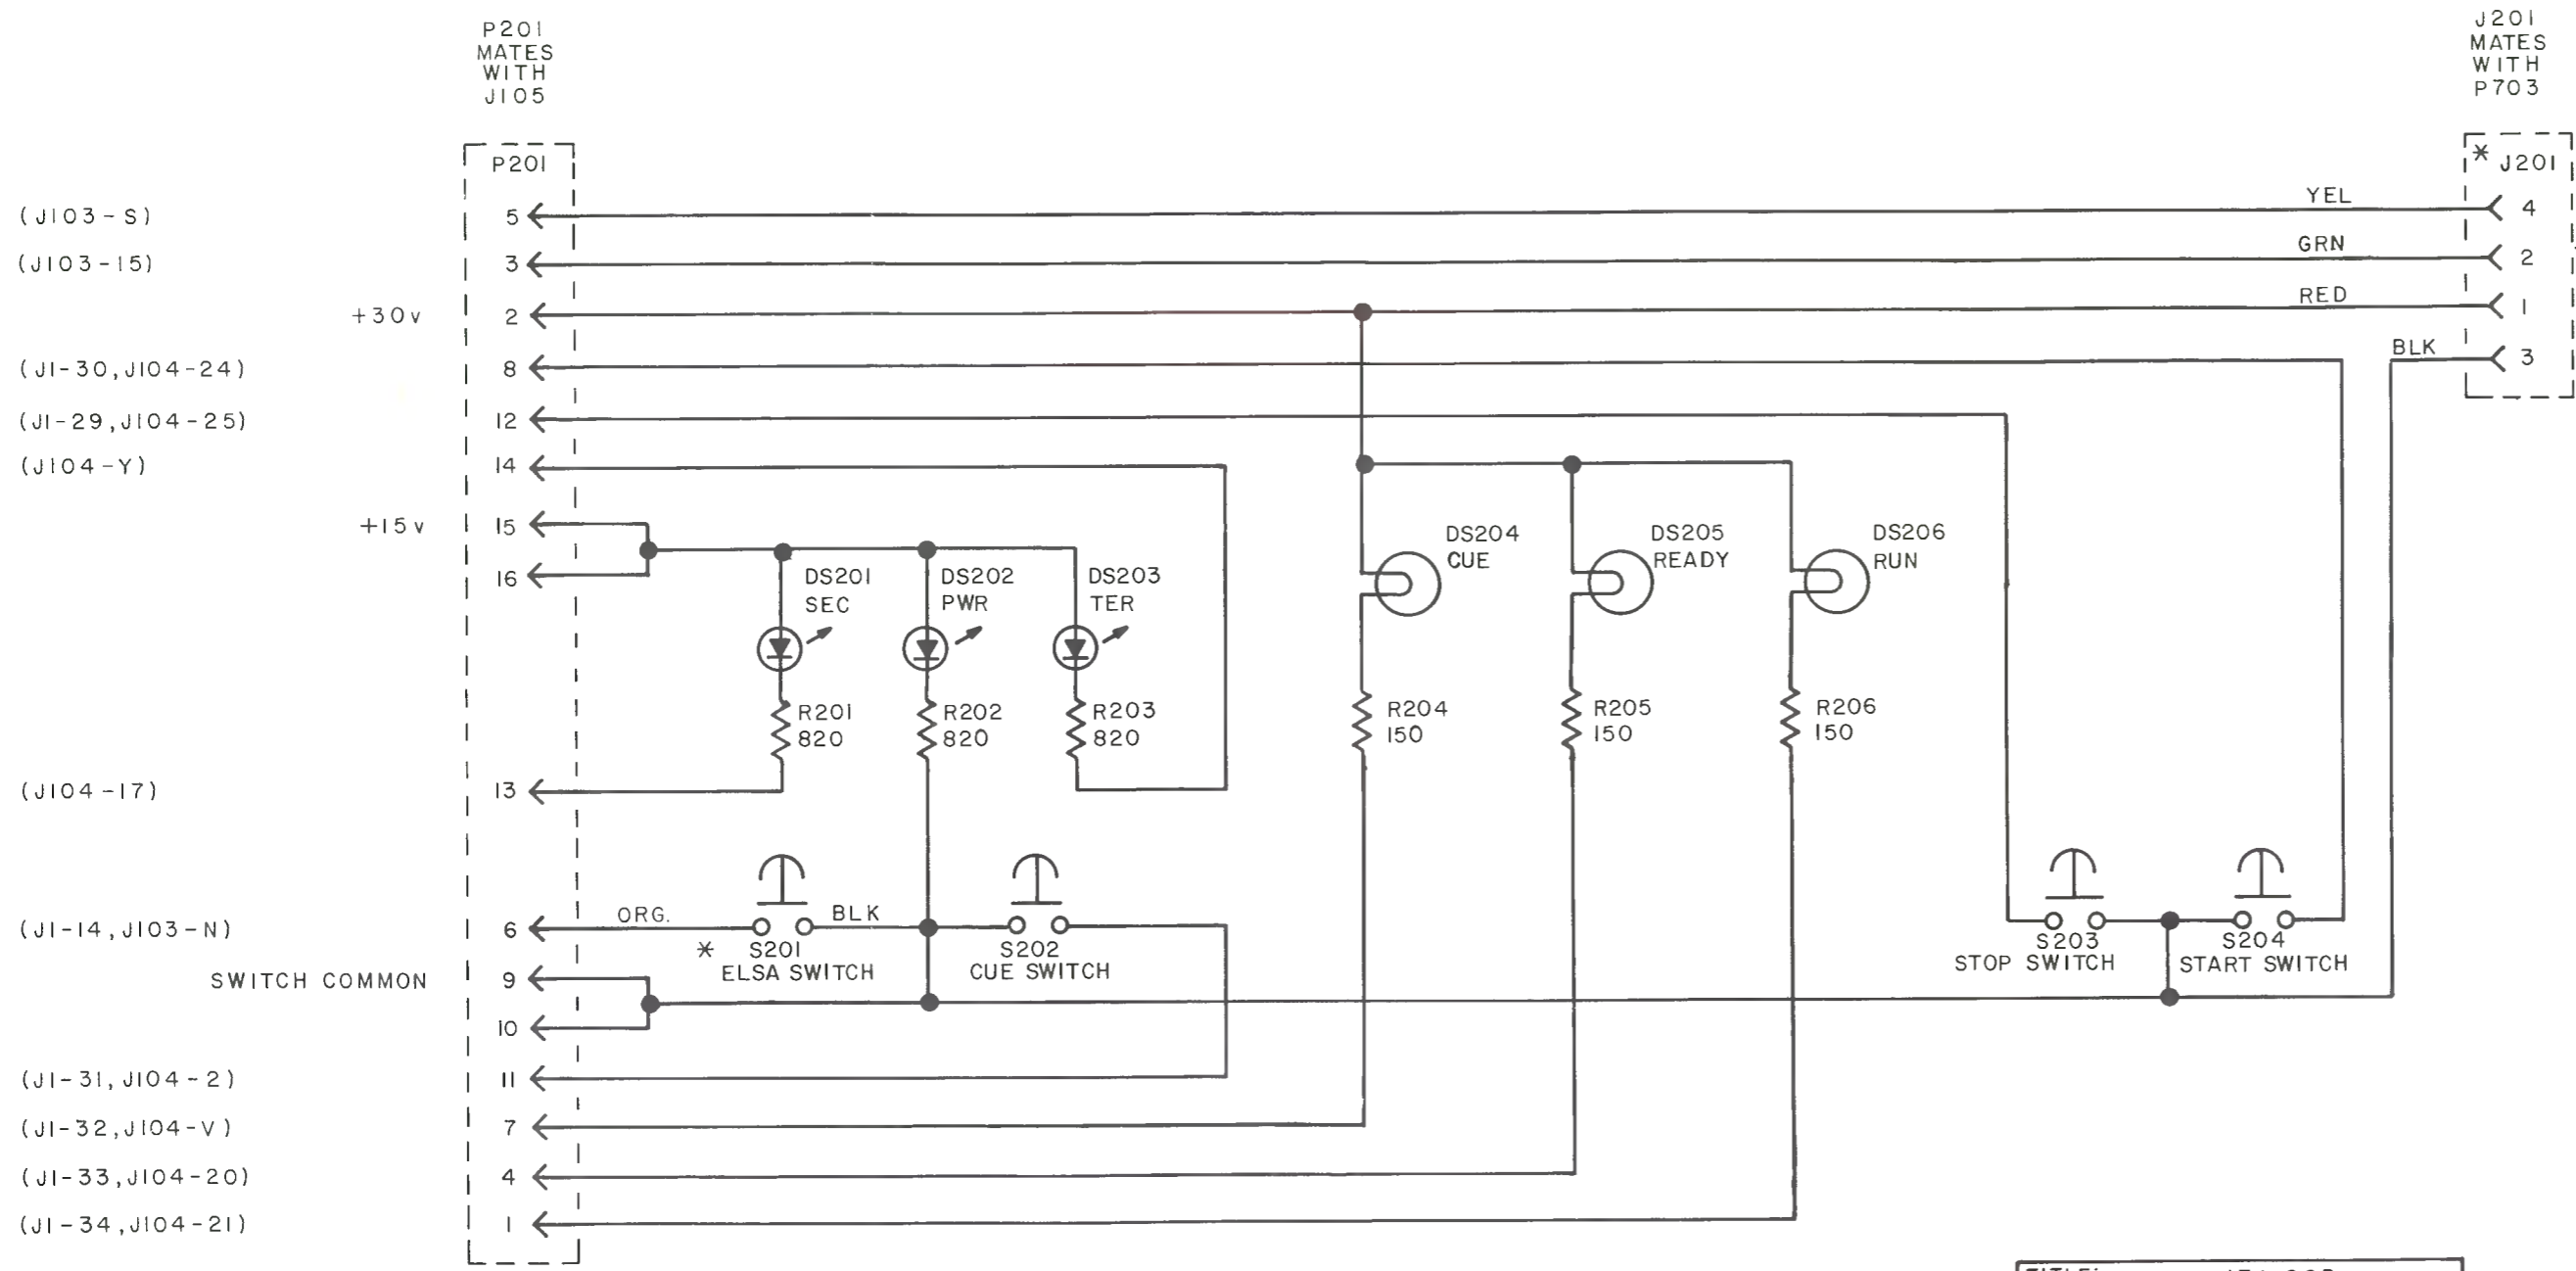 P201
MATES
WITH
J105
J201
MATES
WITH
P703
P201
* J201
(J103-S)
5
YEL
4
(J103-15)
3
GRN
2
+30v
2
RED
1
(J1-30,J104-24)
8
BLK
3
(J1-29,J104-25)
12
(J104-Y)
14
+15v
15
16
DS201
SEC
DS202
PWR
DS203
TER
DS204
CUE
DS205
READY
DS206
RUN
R201
820
R202
820
R203
820
R204
150
R205
150
R206
150
(J104-17)
13
(J1-14,J103-N)
6
ORG.
BLK
* S201
ELSA SWITCH
S202
CUE SWITCH
S203
STOP SWITCH
S204
START SWITCH
SWITCH COMMON
9
10
(J1-31,J104-2)
11
(J1-32,J104-V)
7
(J1-33,J104-20)
4
(J1-34,J104-21)
1